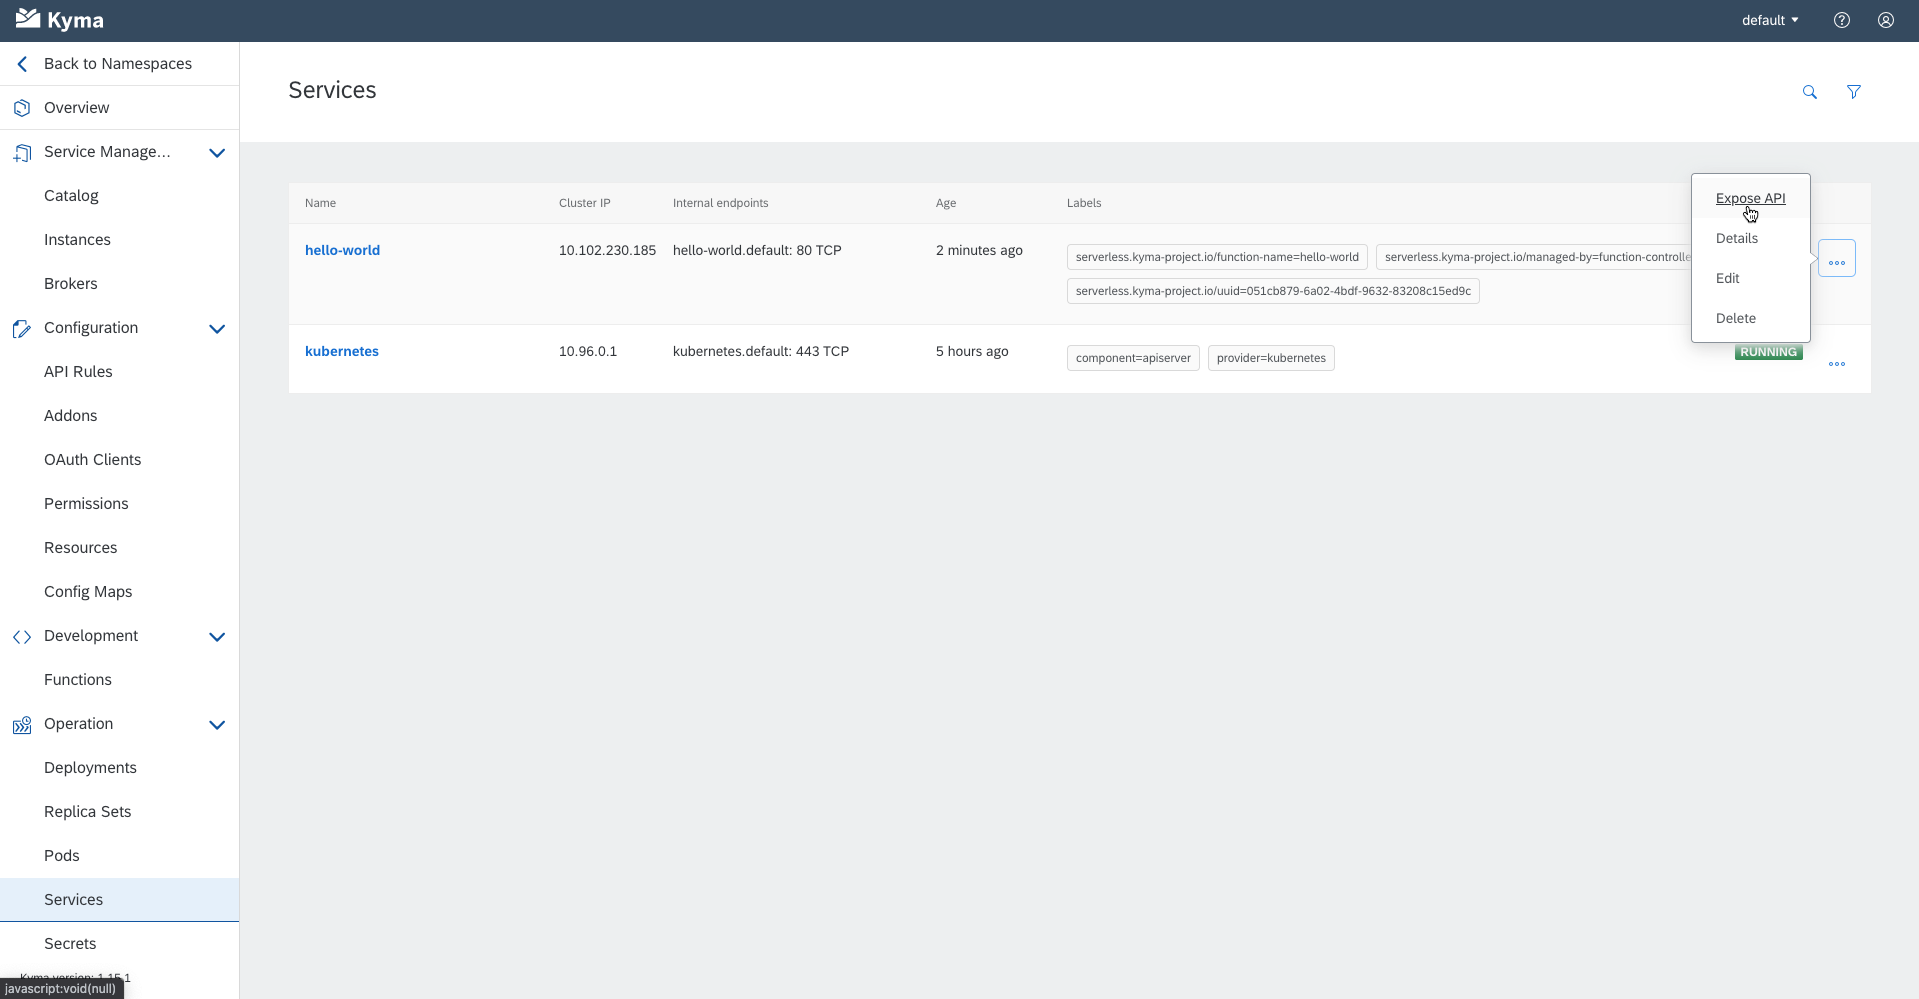 Kyma
default
Back to Namespaces
Overview
Service Manage...
Catalog
Instances
Brokers
Configuration
API Rules
Addons
OAuth Clients
Permissions
Resources
Config Maps
Development
Functions
Operation
Deployments
Replica Sets
Pods
Services
Secrets
Kyma version: 1.15.1
javascript:void(null)
Services
Name Cluster IP Internal endpoints Age Labels
hello-world 10.102.230.185 hello-world.default: 80 TCP 2 minutes ago serverless.kyma-project.io/function-name=hello-world serverless.kyma-project.io/managed-by=function-controlle
serverless.kyma-project.io/uuid=051cb879-6a02-4bdf-9632-83208c15ed9c
kubernetes 10.96.0.1 kubernetes.default: 443 TCP 5 hours ago component=apiserver provider=kubernetes RUNNING
Expose API
Details
Edit
Delete